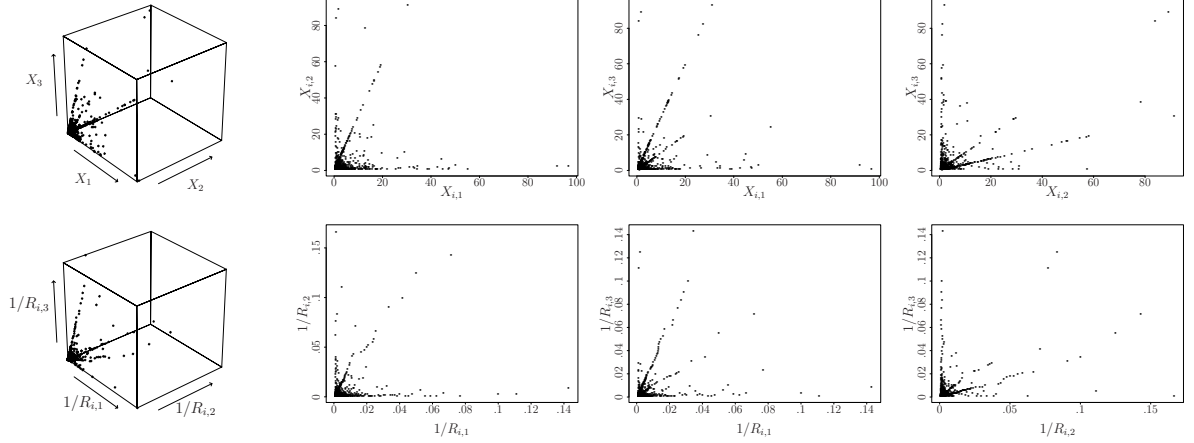 X₃
X₁
X₂
X_{i,2}
0 20 40 60 80
0 20 40 60 80 100
X_{i,1}
X_{i,3}
0 20 40 60 80
0 20 40 60 80 100
X_{i,1}
X_{i,3}
0 20 40 60 80
0 20 40 60 80
X_{i,2}
1/R_{i,3}
1/R_{i,1}
1/R_{i,2}
1/R_{i,2}
0 .05 .1 .15
0 .02 .04 .06 .08 .1 .12 .14
1/R_{i,1}
1/R_{i,3}
0 .02 .04 .06 .08 .1 .12 .14
0 .02 .04 .06 .08 .1 .12 .14
1/R_{i,1}
1/R_{i,3}
0 .02 .04 .06 .08 .1 .12 .14
0 .05 .1 .15
1/R_{i,2}